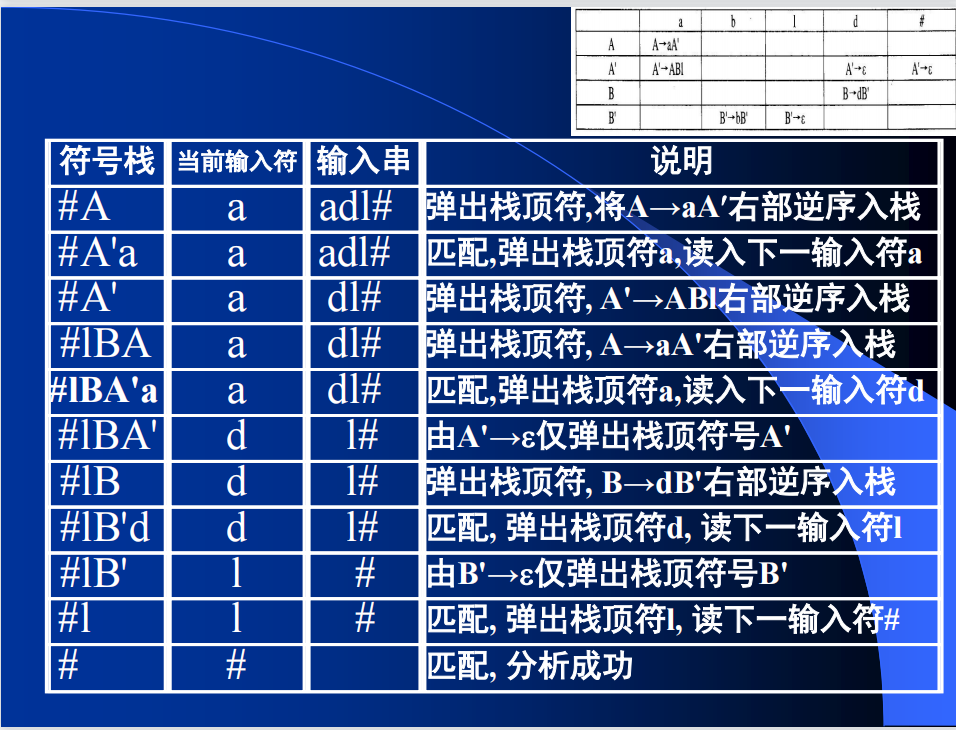 a b l d #
A A→aA'
A' A'→ABl A'→ε A'→ε
B B→dB'
B' B'→bB' B'→ε
符号栈 当前输入符 输入串 说明
#A a adl# 弹出栈顶符,将A→aA′右部逆序入栈
#A'a a adl# 匹配,弹出栈顶符a,读入下一输入符a
#A' a dl# 弹出栈顶符, A'→ABl右部逆序入栈
#lBA a dl# 弹出栈顶符, A→aA'右部逆序入栈
#lBA'a a dl# 匹配,弹出栈顶符a,读入下一输入符d
#lBA' d l# 由A'→ε仅弹出栈顶符号A'
#lB d l# 弹出栈顶符, B→dB'右部逆序入栈
#lB'd d l# 匹配, 弹出栈顶符d, 读下一输入符l
#lB' l # 由B'→ε仅弹出栈顶符号B'
#l l # 匹配, 弹出栈顶符l, 读下一输入符#
# # 匹配, 分析成功